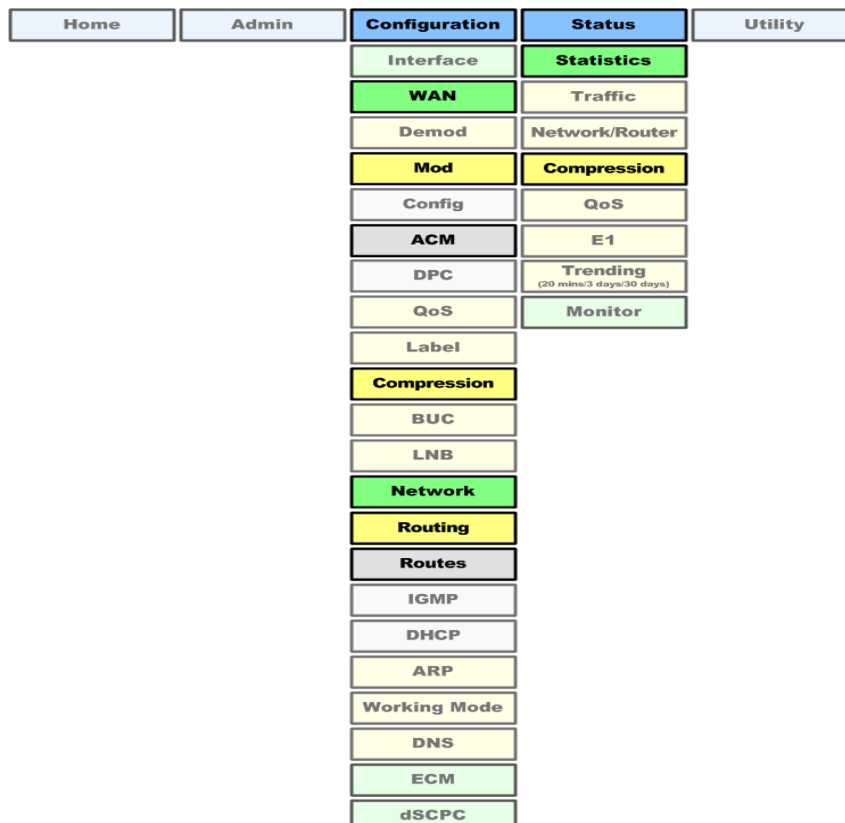 Home Admin Configuration Status Utility
Interface Statistics
WAN Traffic
Demod Network/Router
Mod Compression
Config QoS
ACM E1
DPC Trending
(20 mins/3 days/30 days)
QoS Monitor
Label
Compression
BUC
LNB
Network
Routing
Routes
IGMP
DHCP
ARP
Working Mode
DNS
ECM
dSCPC